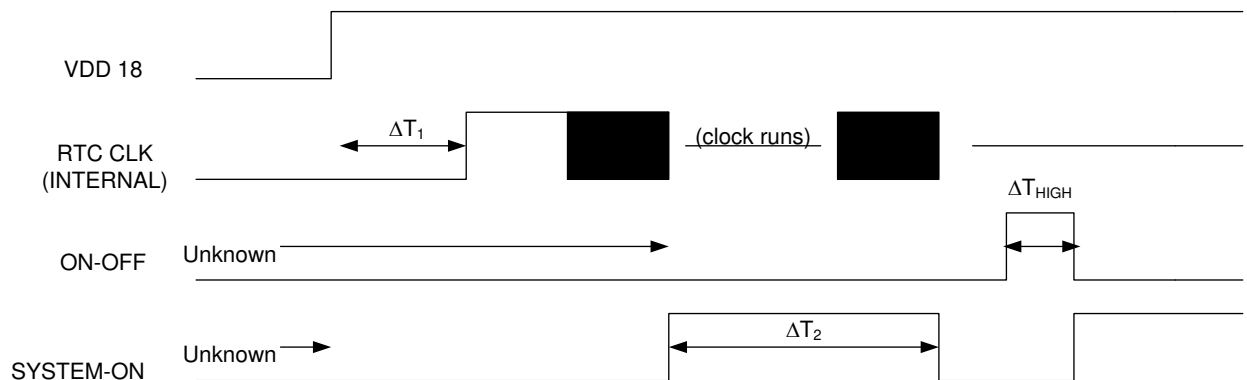 VDD 18
ΔT1
RTC CLK
(INTERNAL)
(clock runs)
ΔTHIGH
Unknown
ON-OFF
ΔT2
Unknown
SYSTEM-ON